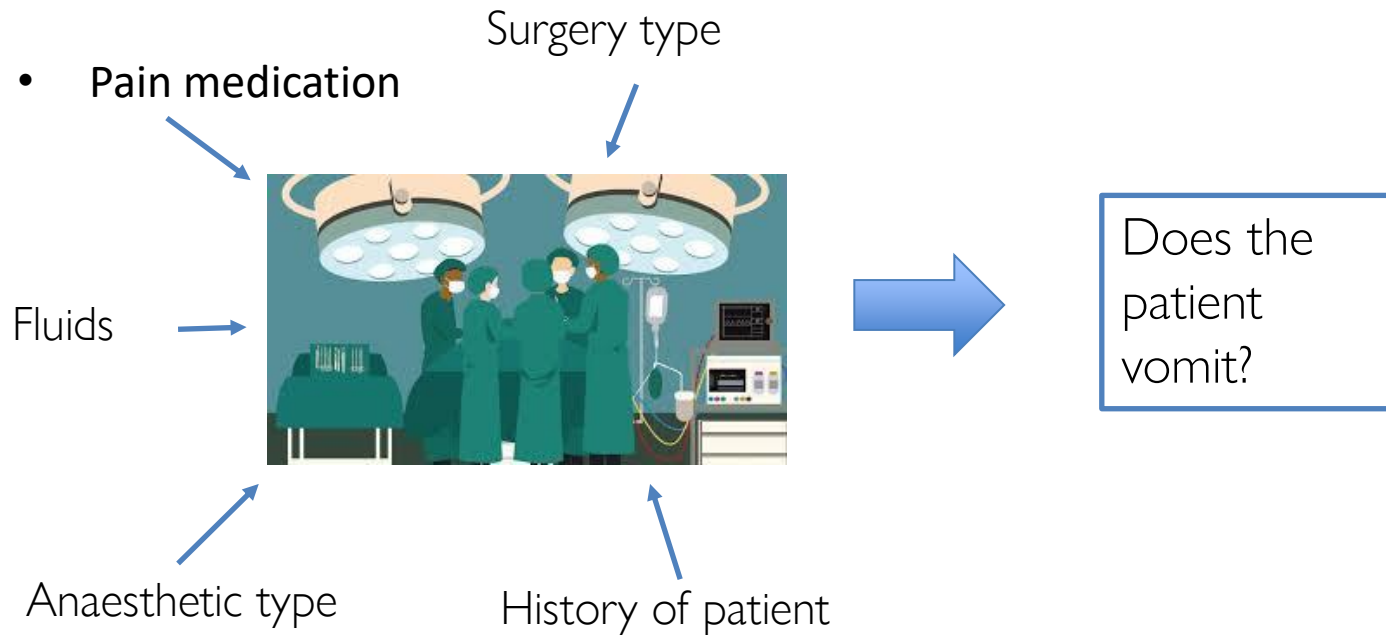 Surgery type
• Pain medication
Fluids
Does the
patient
vomit?
Anaesthetic type
History of patient